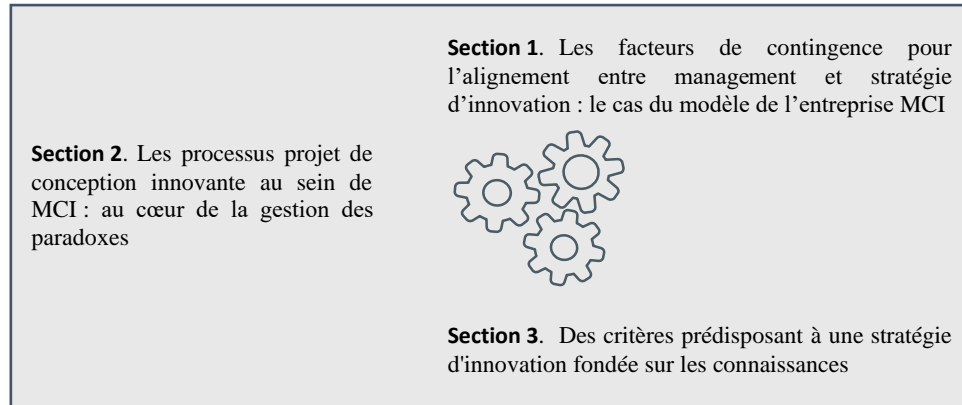 Section 1. Les facteurs de contingence pour
l’alignement entre management et stratégie
d’innovation : le cas du modèle de l’entreprise MCI
Section 2. Les processus projet de
conception innovante au sein de
MCI : au cœur de la gestion des
paradoxes
Section 3. Des critères prédisposant à une stratégie
d'innovation fondée sur les connaissances